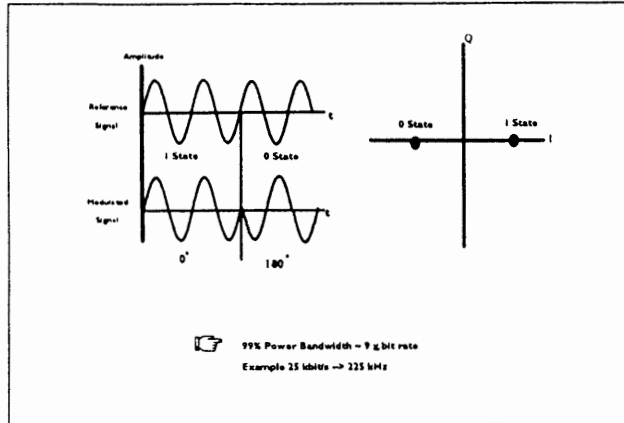 Amplitude
Reference
Signal
t
1 State
0 State
Modulated
Signal
t
0°
180°
Q
0 State
1 State
I
99% Power Bandwidth ~ 9 x bit rate
Example 25 kbit/s --> 225 kHz